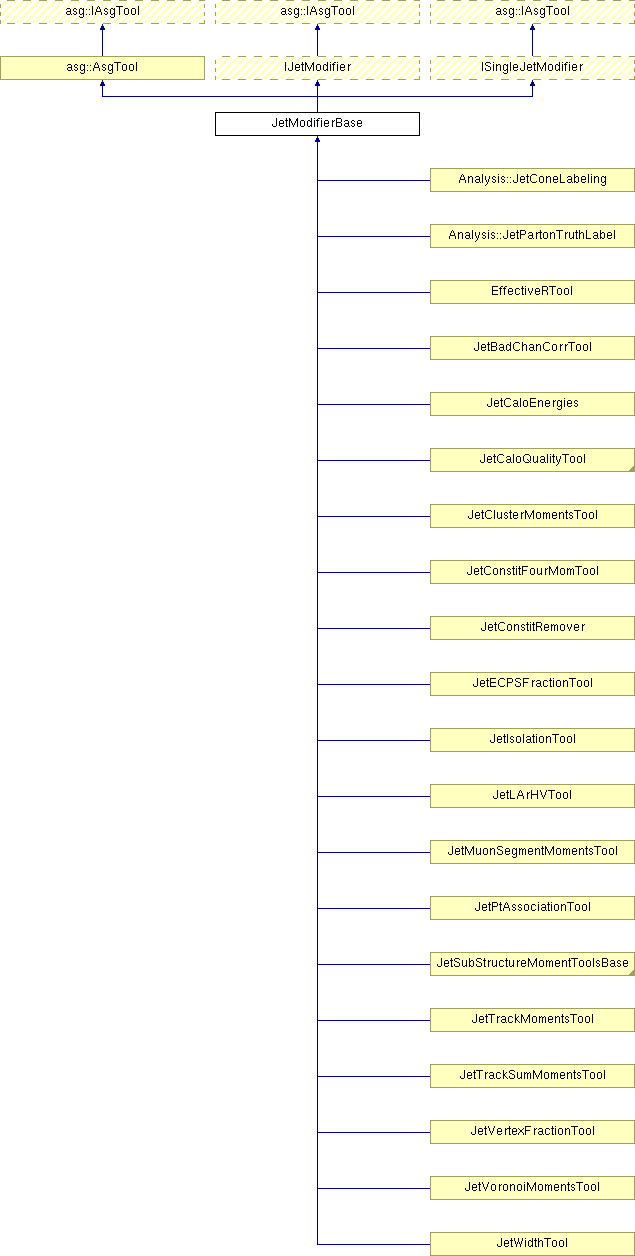 asg::IAsgTool
asg::IAsgTool
asg::IAsgTool
asg::AsgTool
IJetModifier
ISingleJetModifier
JetModifierBase
Analysis::JetConeLabeling
Analysis::JetPartonTruthLabel
EffectiveRTool
JetBadChanCorrTool
JetCaloEnergies
JetCaloQualityTool
JetClusterMomentsTool
JetConstitFourMomTool
JetConstitRemover
JetECPSFractionTool
JetIsolationTool
JetLArHVTool
JetMuonSegmentMomentsTool
JetPtAssociationTool
JetSubStructureMomentToolsBase
JetTrackMomentsTool
JetTrackSumMomentsTool
JetVertexFractionTool
JetVoronoiMomentsTool
JetWidthTool